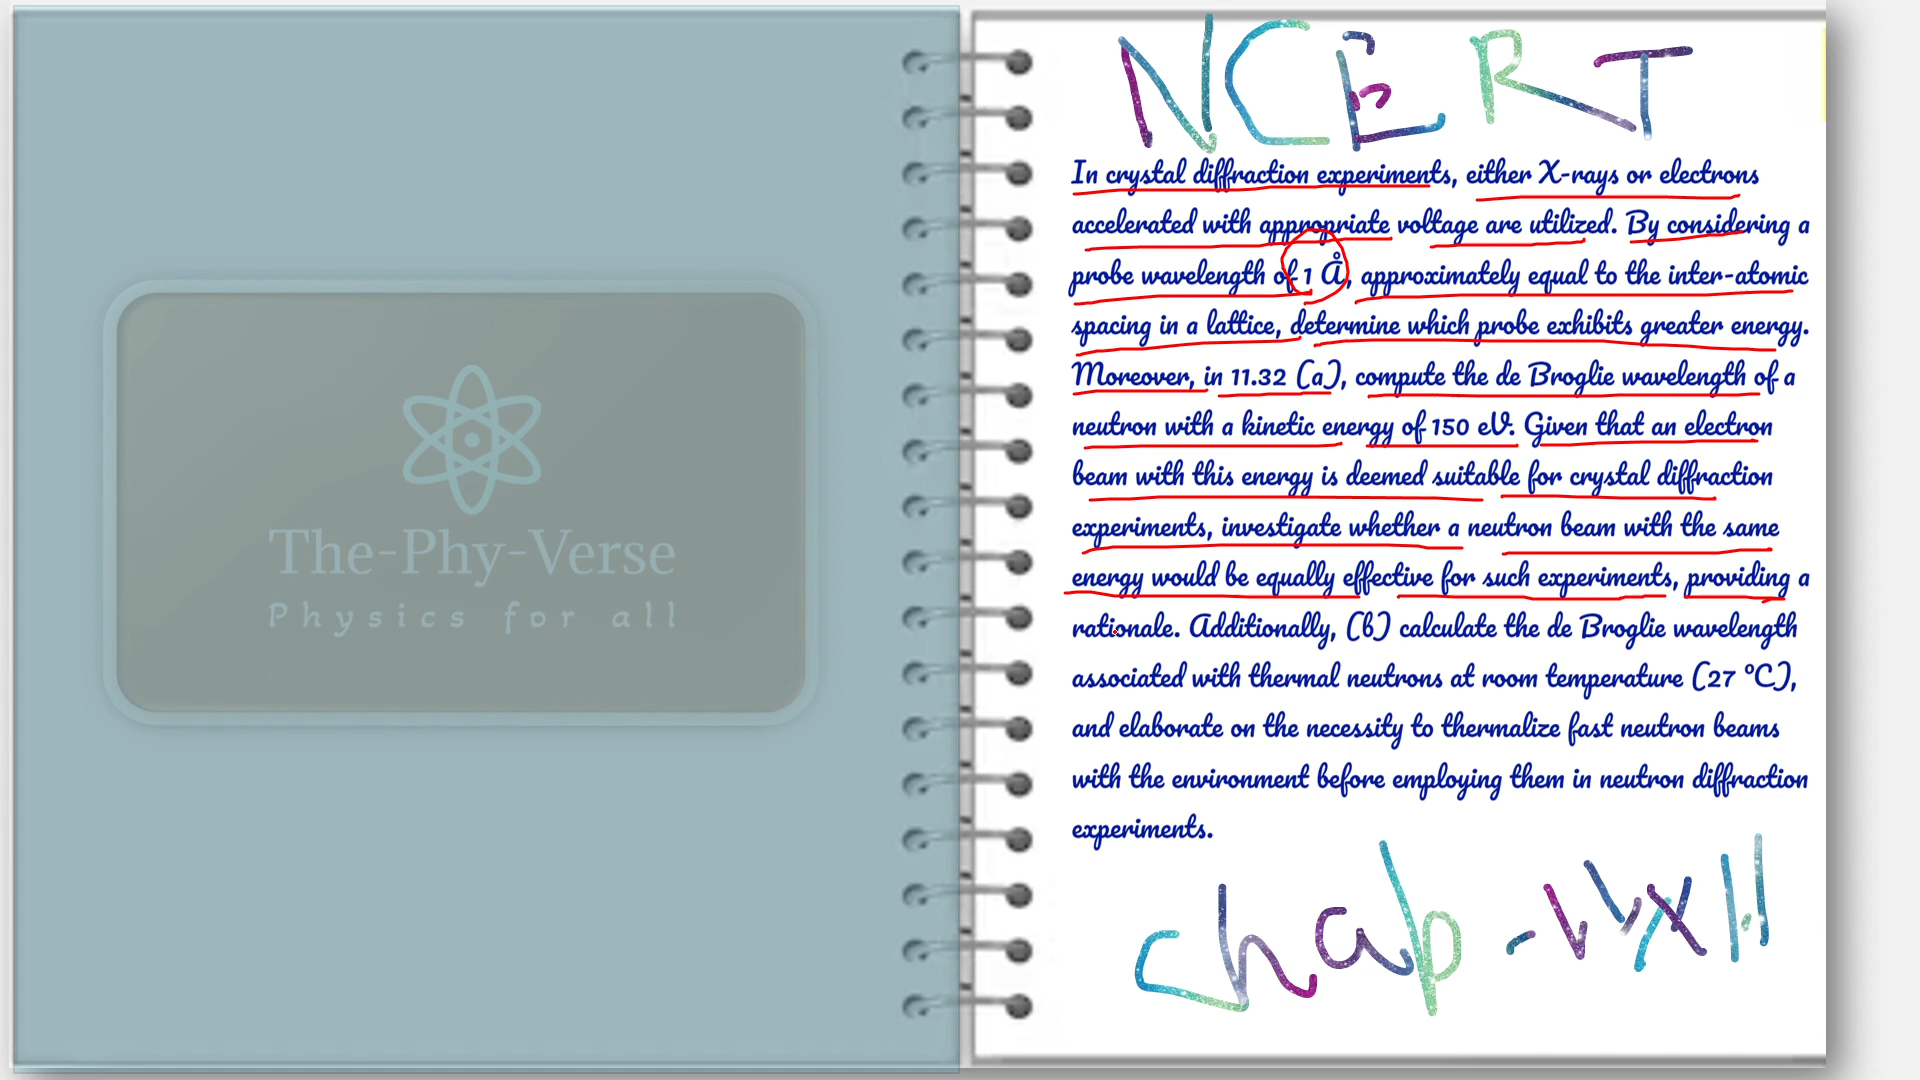 The-Phy-Verse
Physics for all
NCERT
In crystal diffraction experiments, either X-rays or electrons
accelerated with appropriate voltage are utilized. By considering a
probe wavelength of 1 Å, approximately equal to the inter-atomic
spacing in a lattice, determine which probe exhibits greater energy.
Moreover, in 11.32 (a), compute the de Broglie wavelength of a
neutron with a kinetic energy of 150 eV. Given that an electron
beam with this energy is deemed suitable for crystal diffraction
experiments, investigate whether a neutron beam with the same
energy would be equally effective for such experiments, providing a
rationale. Additionally, (b) calculate the de Broglie wavelength
associated with thermal neutrons at room temperature (27 °C),
and elaborate on the necessity to thermalize fast neutron beams
with the environment before employing them in neutron diffraction
experiments.
chap -